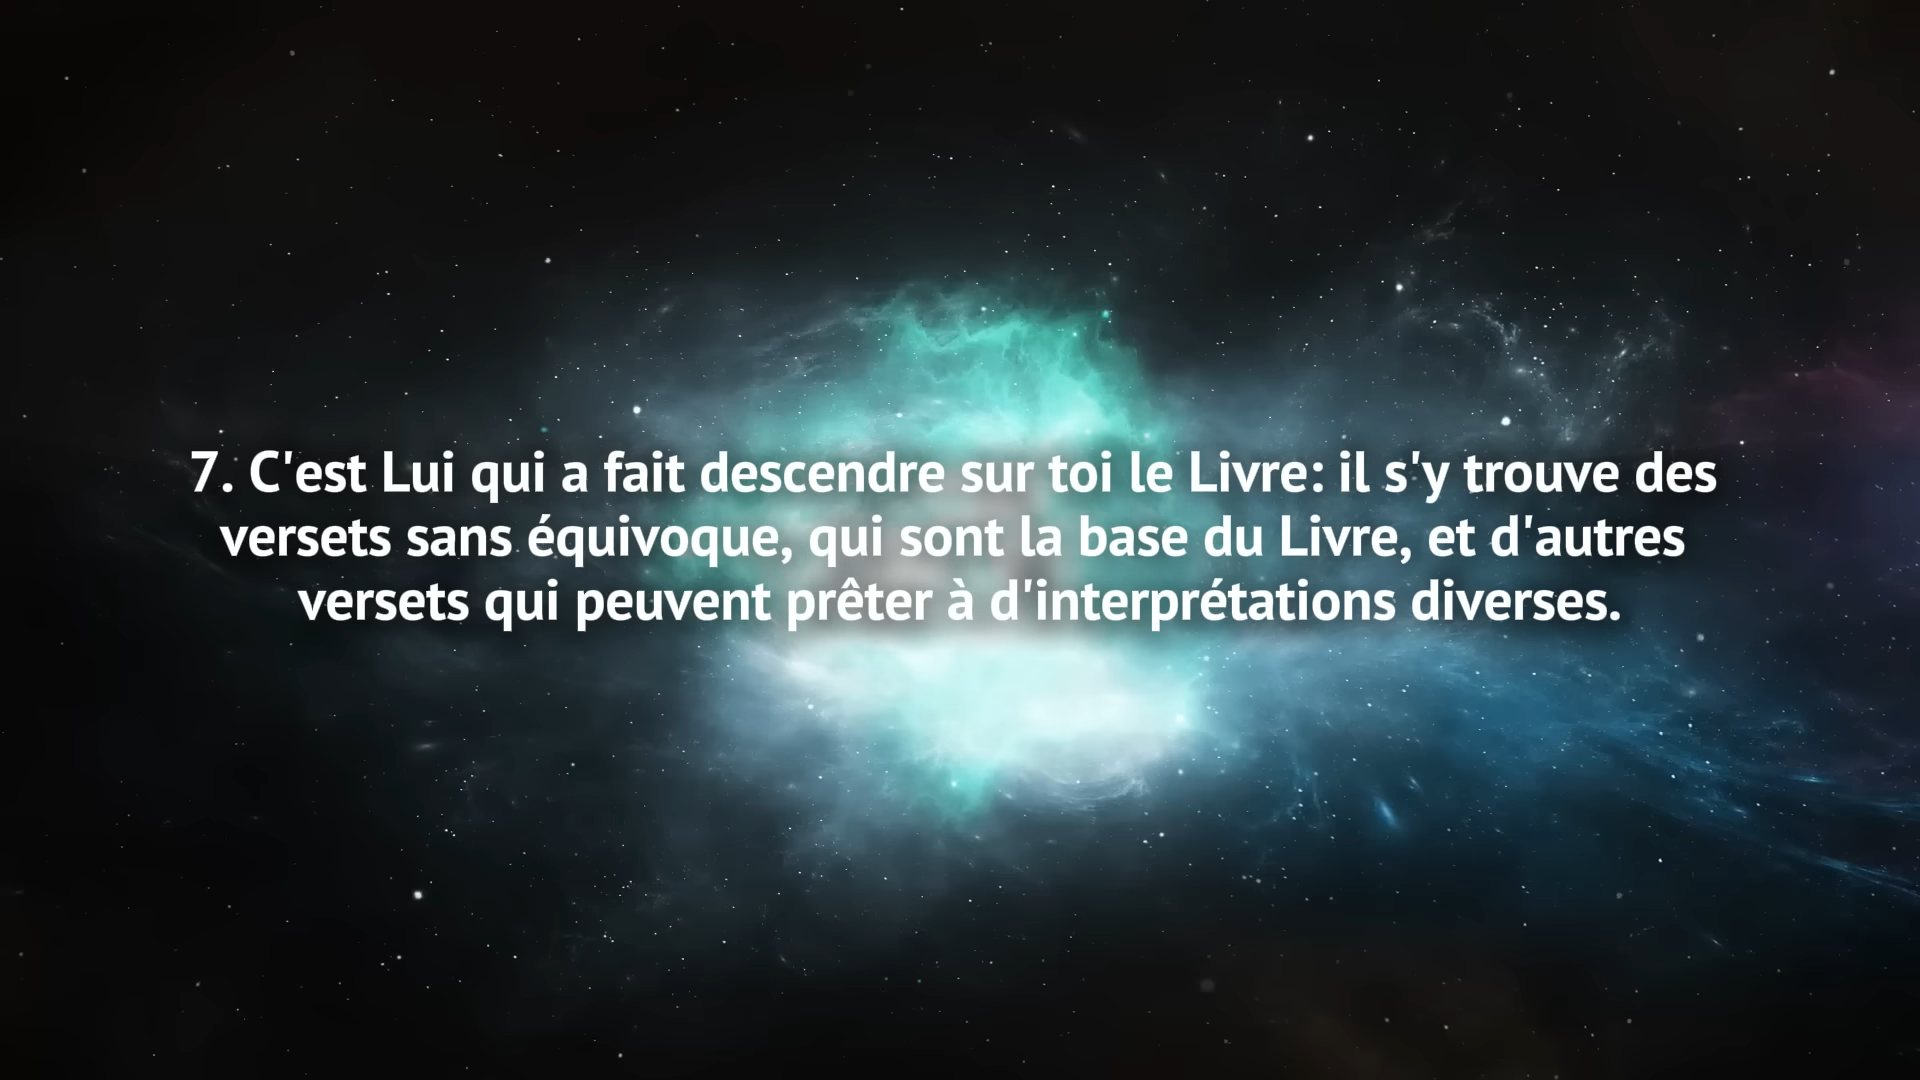 7. C'est Lui qui a fait descendre sur toi le Livre: il s'y trouve des
versets sans équivoque, qui sont la base du Livre, et d'autres
versets qui peuvent prêter à d'interprétations diverses.